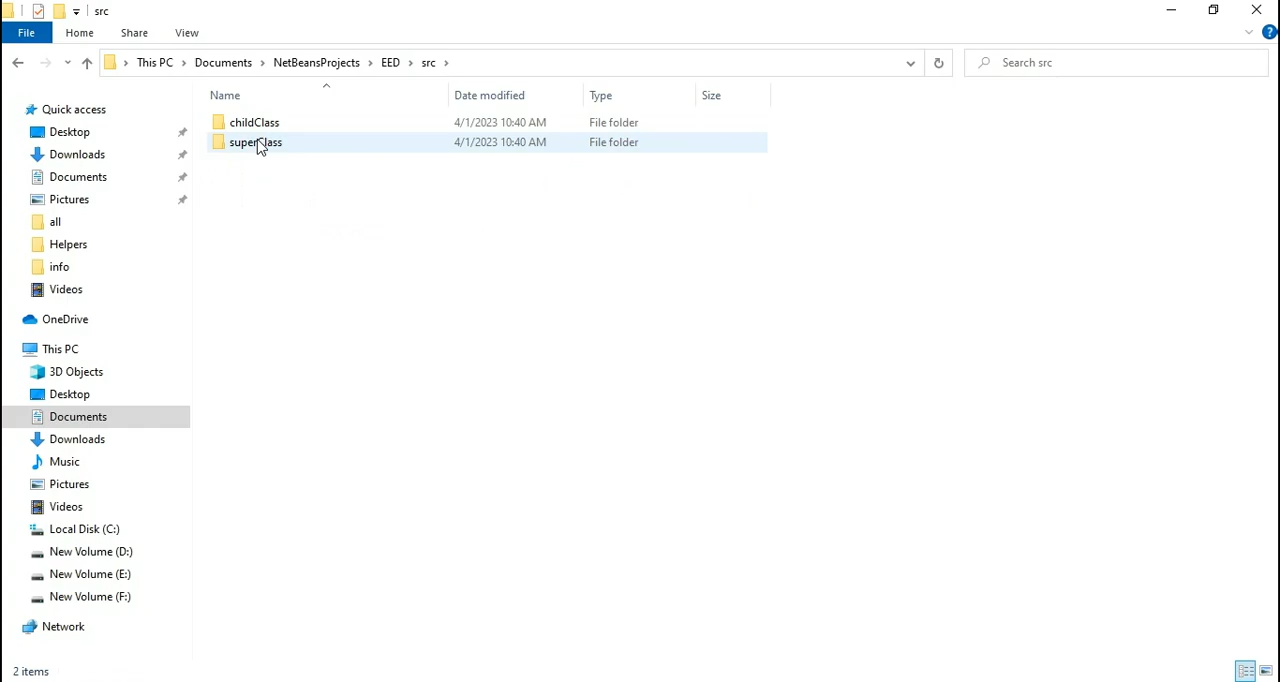 src
File Home Share View
This PC Documents NetBeansProjects EED src Search src
Name Date modified Type Size
childClass 4/1/2023 10:40 AM File folder
superClass 4/1/2023 10:40 AM File folder
Quick access
Desktop
Downloads
Documents
Pictures
all
Helpers
info
Videos
OneDrive
This PC
3D Objects
Desktop
Documents
Downloads
Music
Pictures
Videos
Local Disk (C:)
New Volume (D:)
New Volume (E:)
New Volume (F:)
Network
2 items